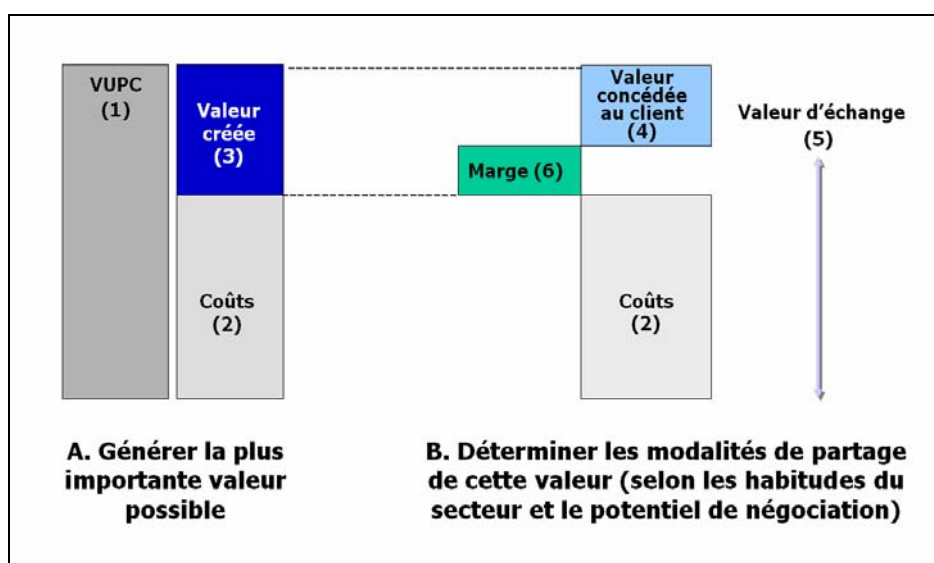 VUPC
(1)
Valeur
créée
(3)
Coûts
(2)
Marge (6)
Valeur
concédée
au client
(4)
Coûts
(2)
Valeur d'échange
(5)
A. Générer la plus
importante valeur
possible
B. Déterminer les modalités de partage
de cette valeur (selon les habitudes du
secteur et le potentiel de négociation)